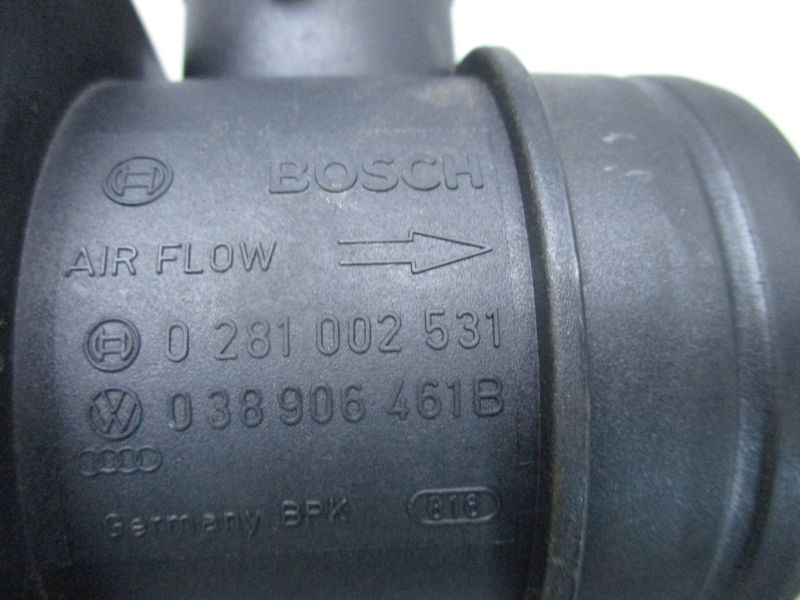 BOSCH
AIR FLOW
0 281 002 531
038 906 461B
Germany BPK 818